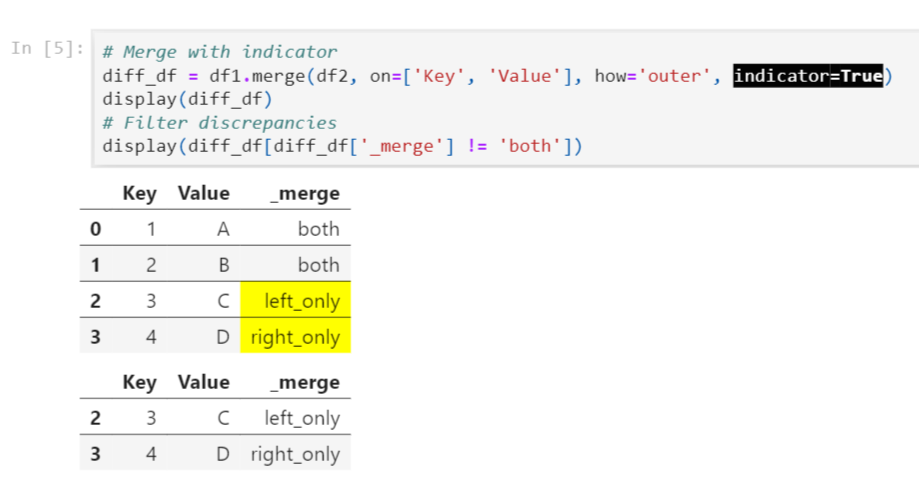 In [5]:
# Merge with indicator
diff_df = df1.merge(df2, on=['Key', 'Value'], how='outer', indicator=True)
display(diff_df)
# Filter discrepancies
display(diff_df[diff_df['_merge'] != 'both'])
Key Value _merge
0 1 A both
1 2 B both
2 3 C left_only
3 4 D right_only
Key Value _merge
2 3 C left_only
3 4 D right_only